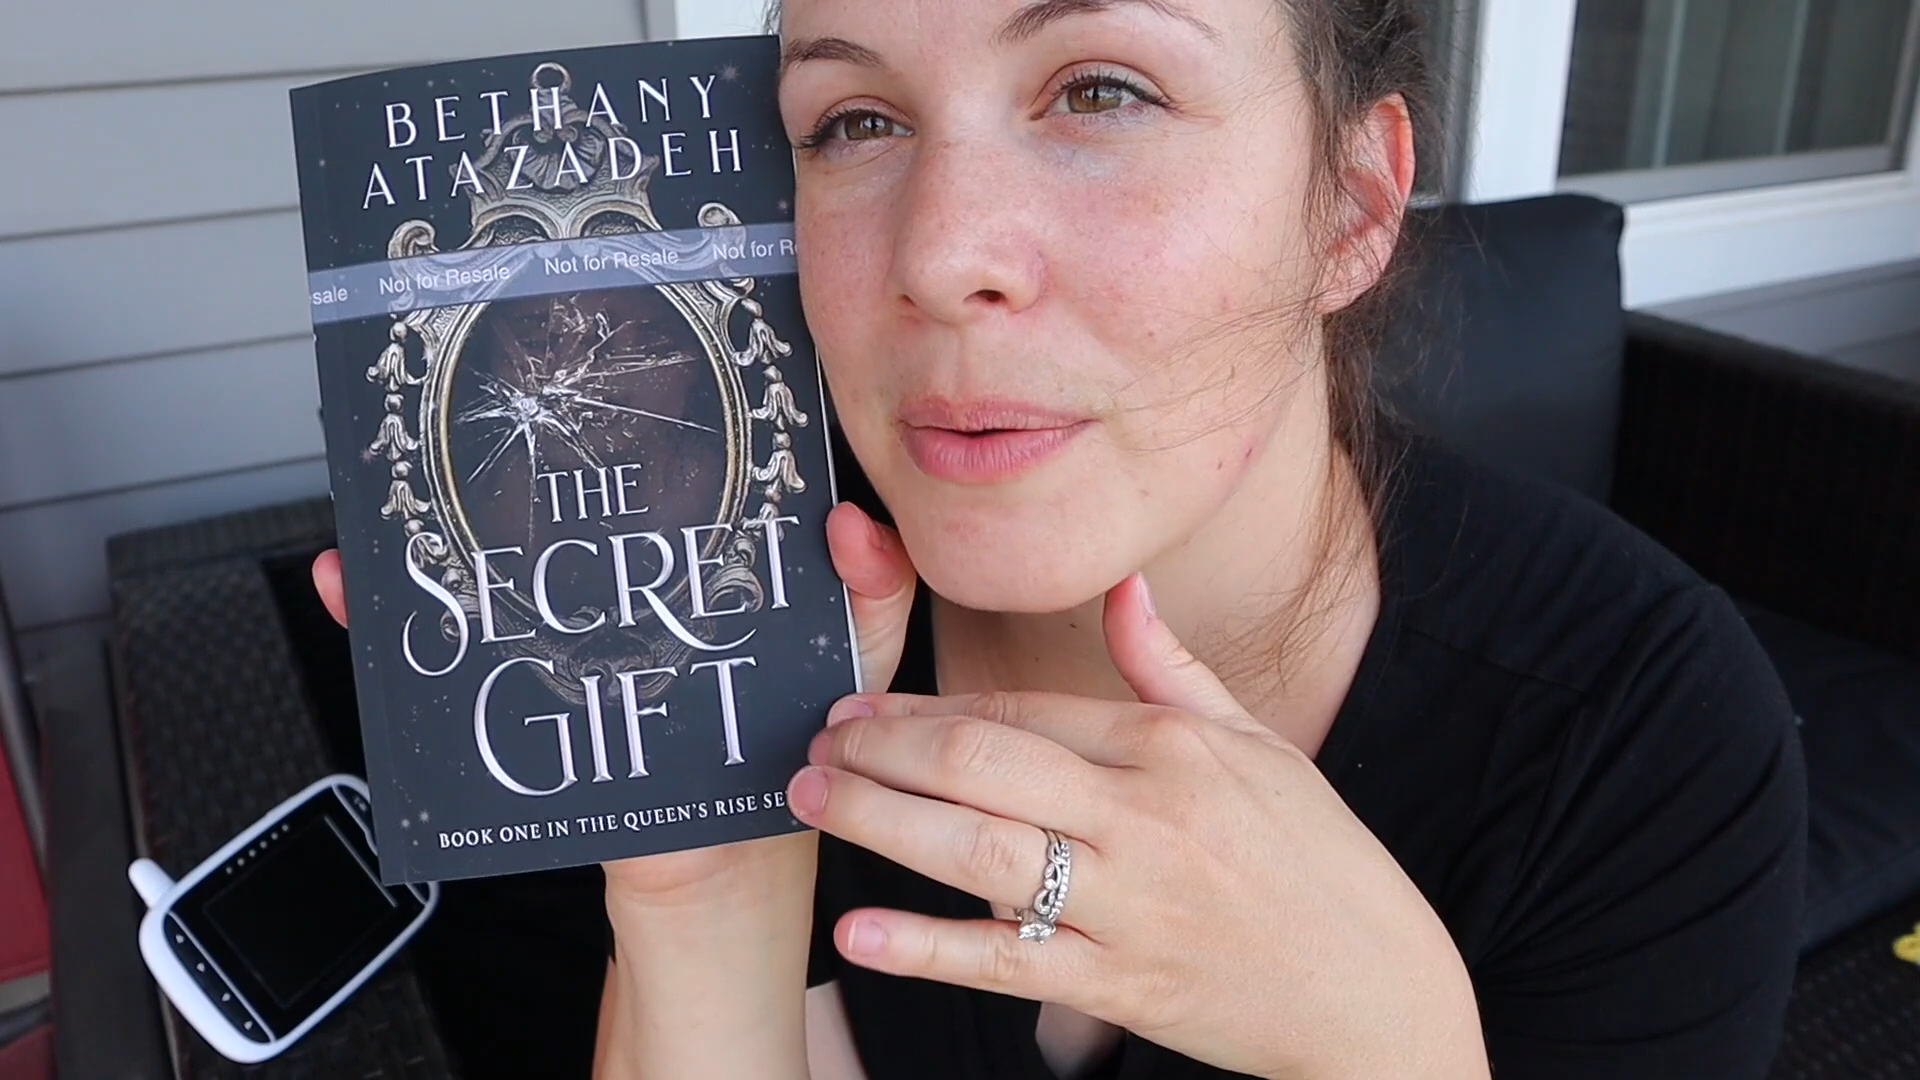 BETHANY
ATAZADEH
sale Not for Resale Not for Resale Not for R
THE
SECRET
GIFT
BOOK ONE IN THE QUEEN'S RISE SE